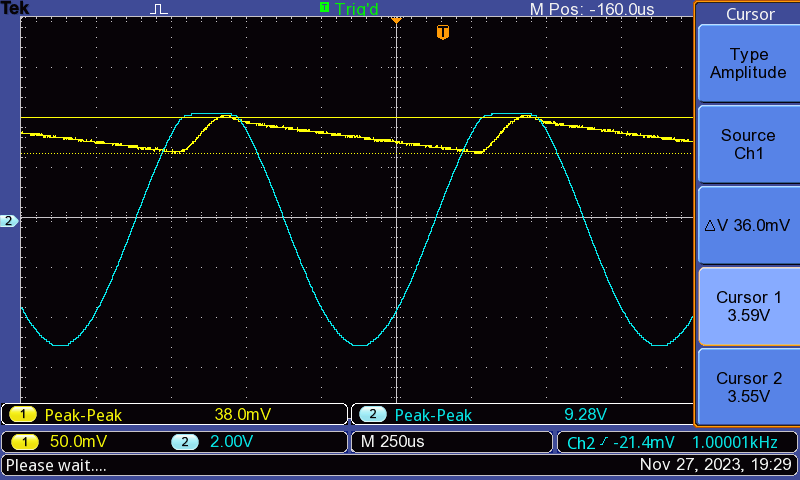 Tek T Trig'd M Pos: -160.0us Cursor
T
Type
Amplitude
Source
Ch1
△V 36.0mV
2
Cursor 1
3.59V
Cursor 2
3.55V
1 Peak-Peak 38.0mV 2 Peak-Peak 9.28V
1 50.0mV 2 2.00V M 250us Ch2 -21.4mV 1.00001kHz
Please wait.... Nov 27, 2023, 19:29